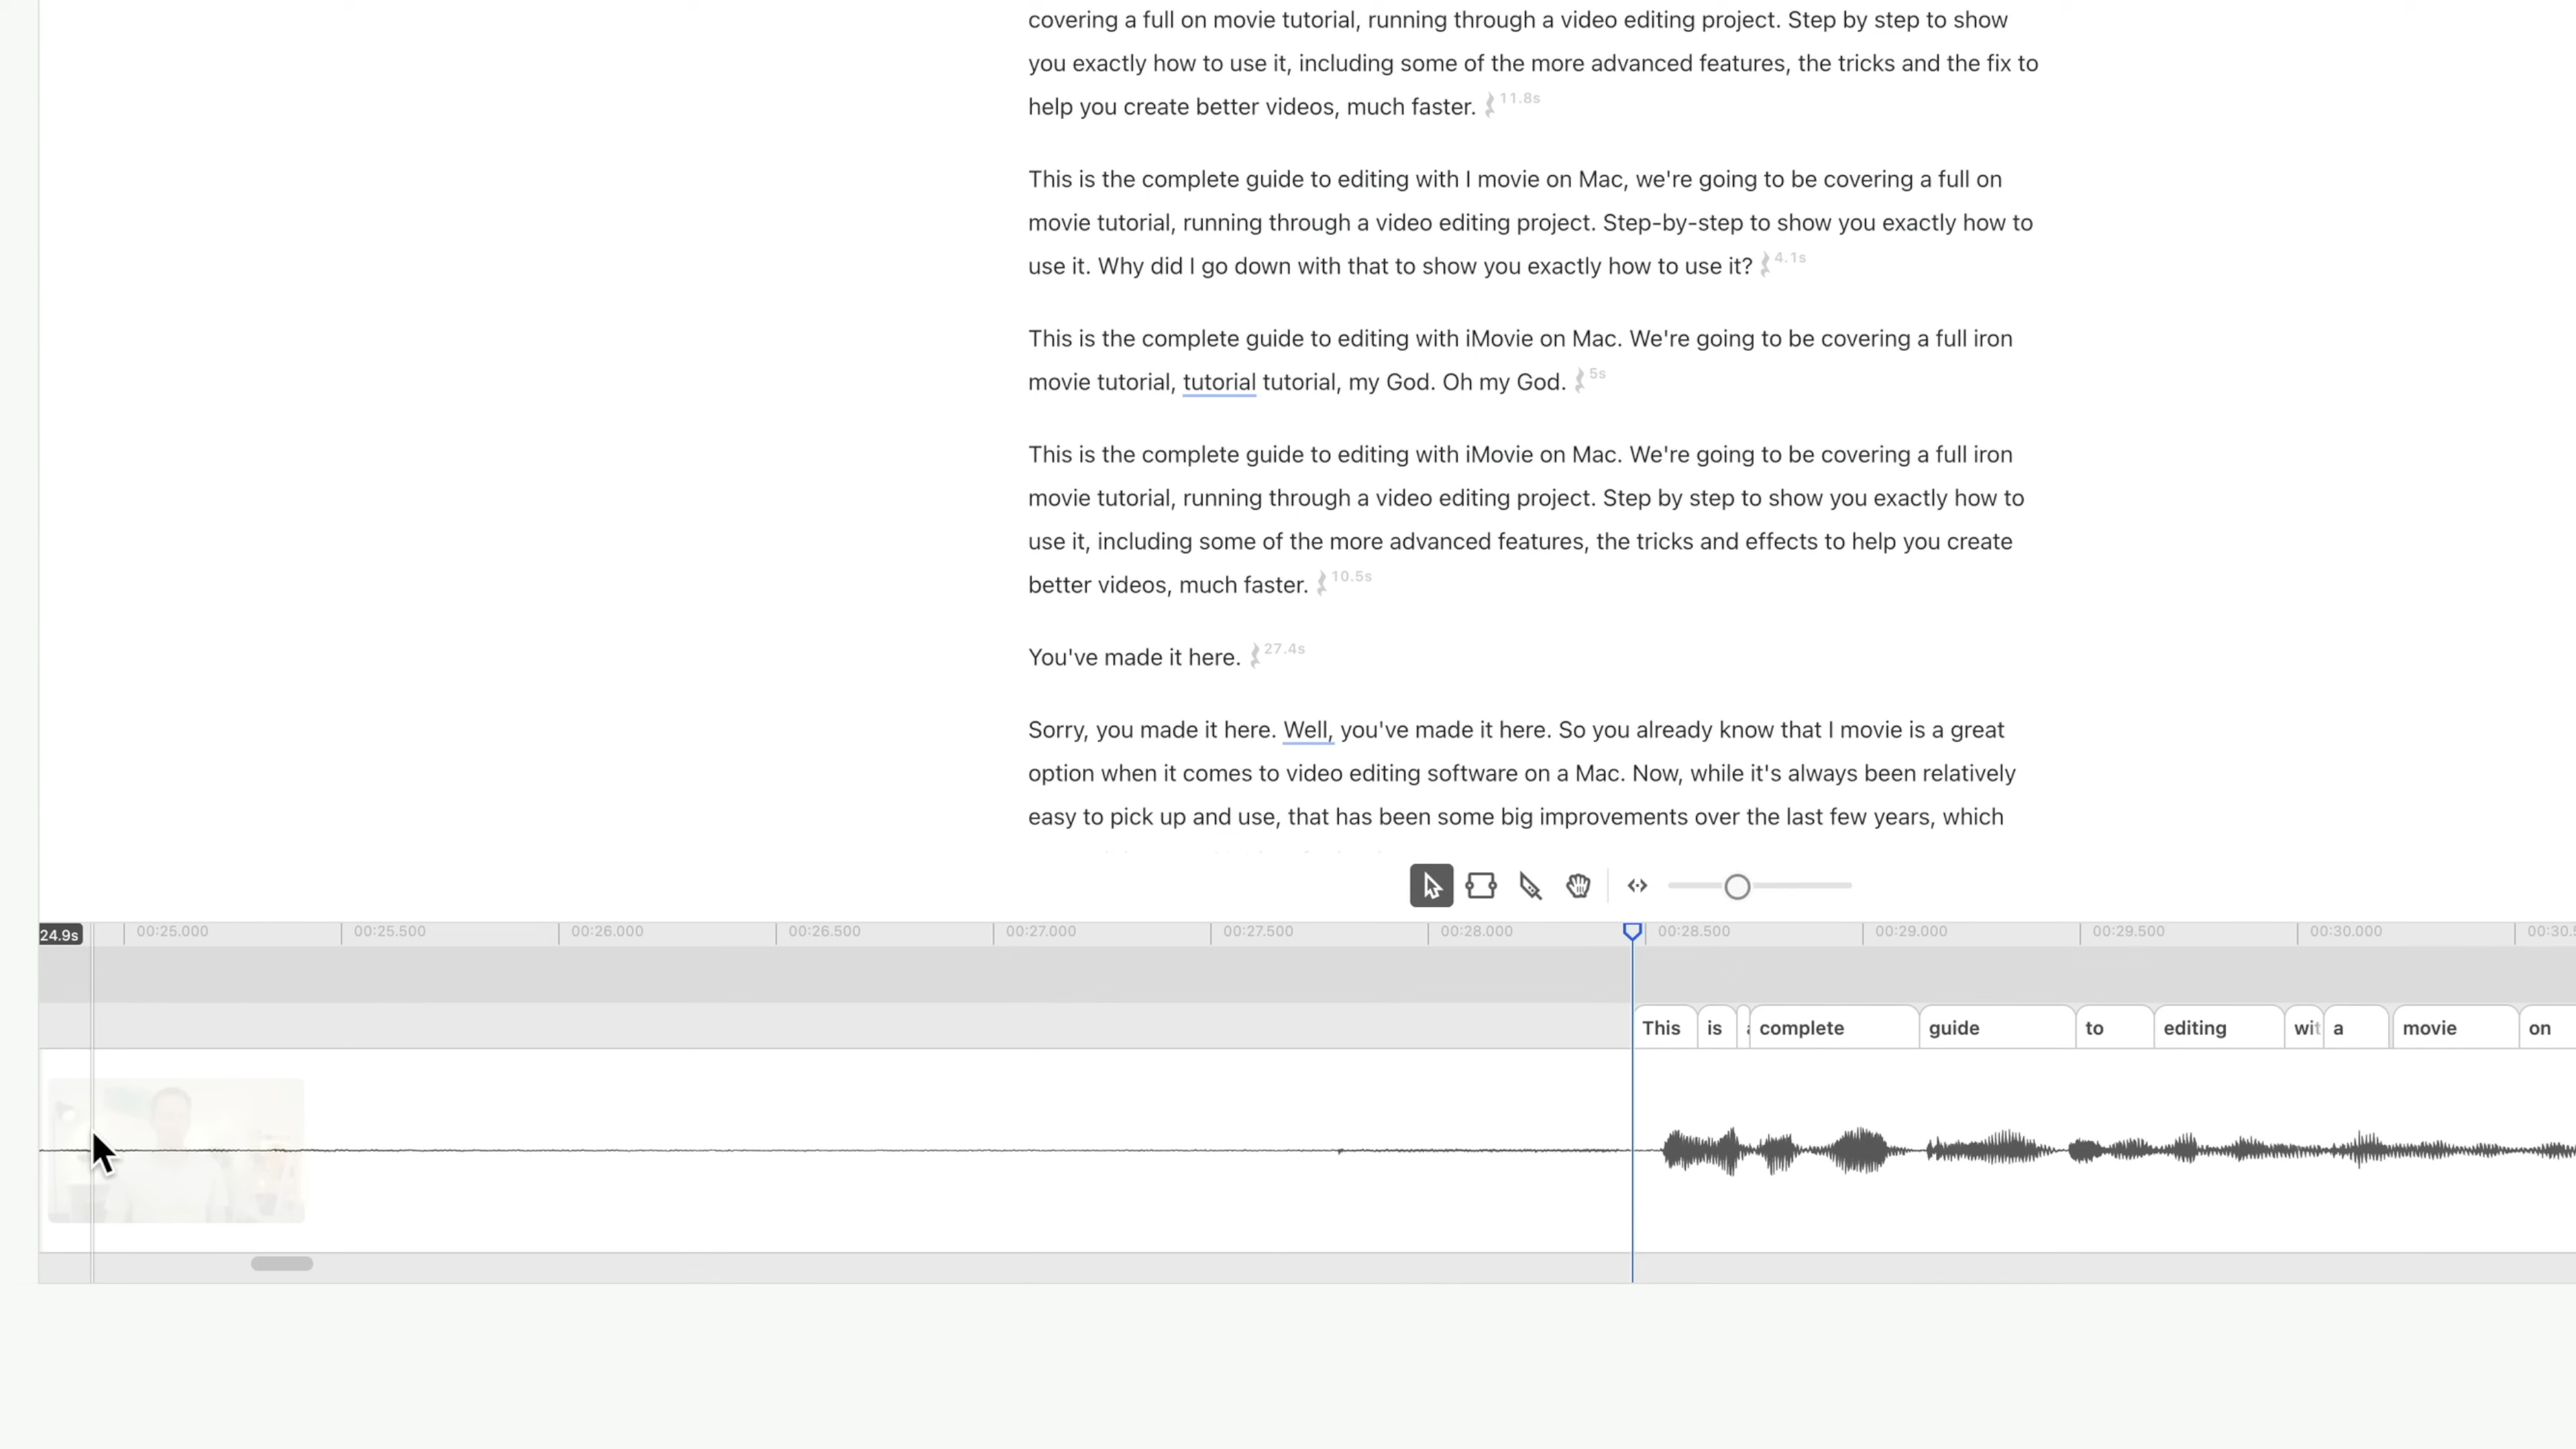 covering a full on movie tutorial, running through a video editing project. Step by step to show
you exactly how to use it, including some of the more advanced features, the tricks and the fix to
help you create better videos, much faster. 11.8s
This is the complete guide to editing with I movie on Mac, we're going to be covering a full on
movie tutorial, running through a video editing project. Step-by-step to show you exactly how to
use it. Why did I go down with that to show you exactly how to use it? 4.1s
This is the complete guide to editing with iMovie on Mac. We're going to be covering a full iron
movie tutorial, tutorial tutorial, my God. Oh my God. 5s
This is the complete guide to editing with iMovie on Mac. We're going to be covering a full iron
movie tutorial, running through a video editing project. Step by step to show you exactly how to
use it, including some of the more advanced features, the tricks and effects to help you create
better videos, much faster. 10.5s
You've made it here. 27.4s
Sorry, you made it here. Well, you've made it here. So you already know that I movie is a great
option when it comes to video editing software on a Mac. Now, while it's always been relatively
easy to pick up and use, that has been some big improvements over the last few years, which
24.9s 00:25.000 00:25.500 00:26.000 00:26.500 00:27.000 00:27.500 00:28.000 00:28.500 00:29.000 00:29.500 00:30.000 00:30.5
This is complete guide to editing wit a movie on